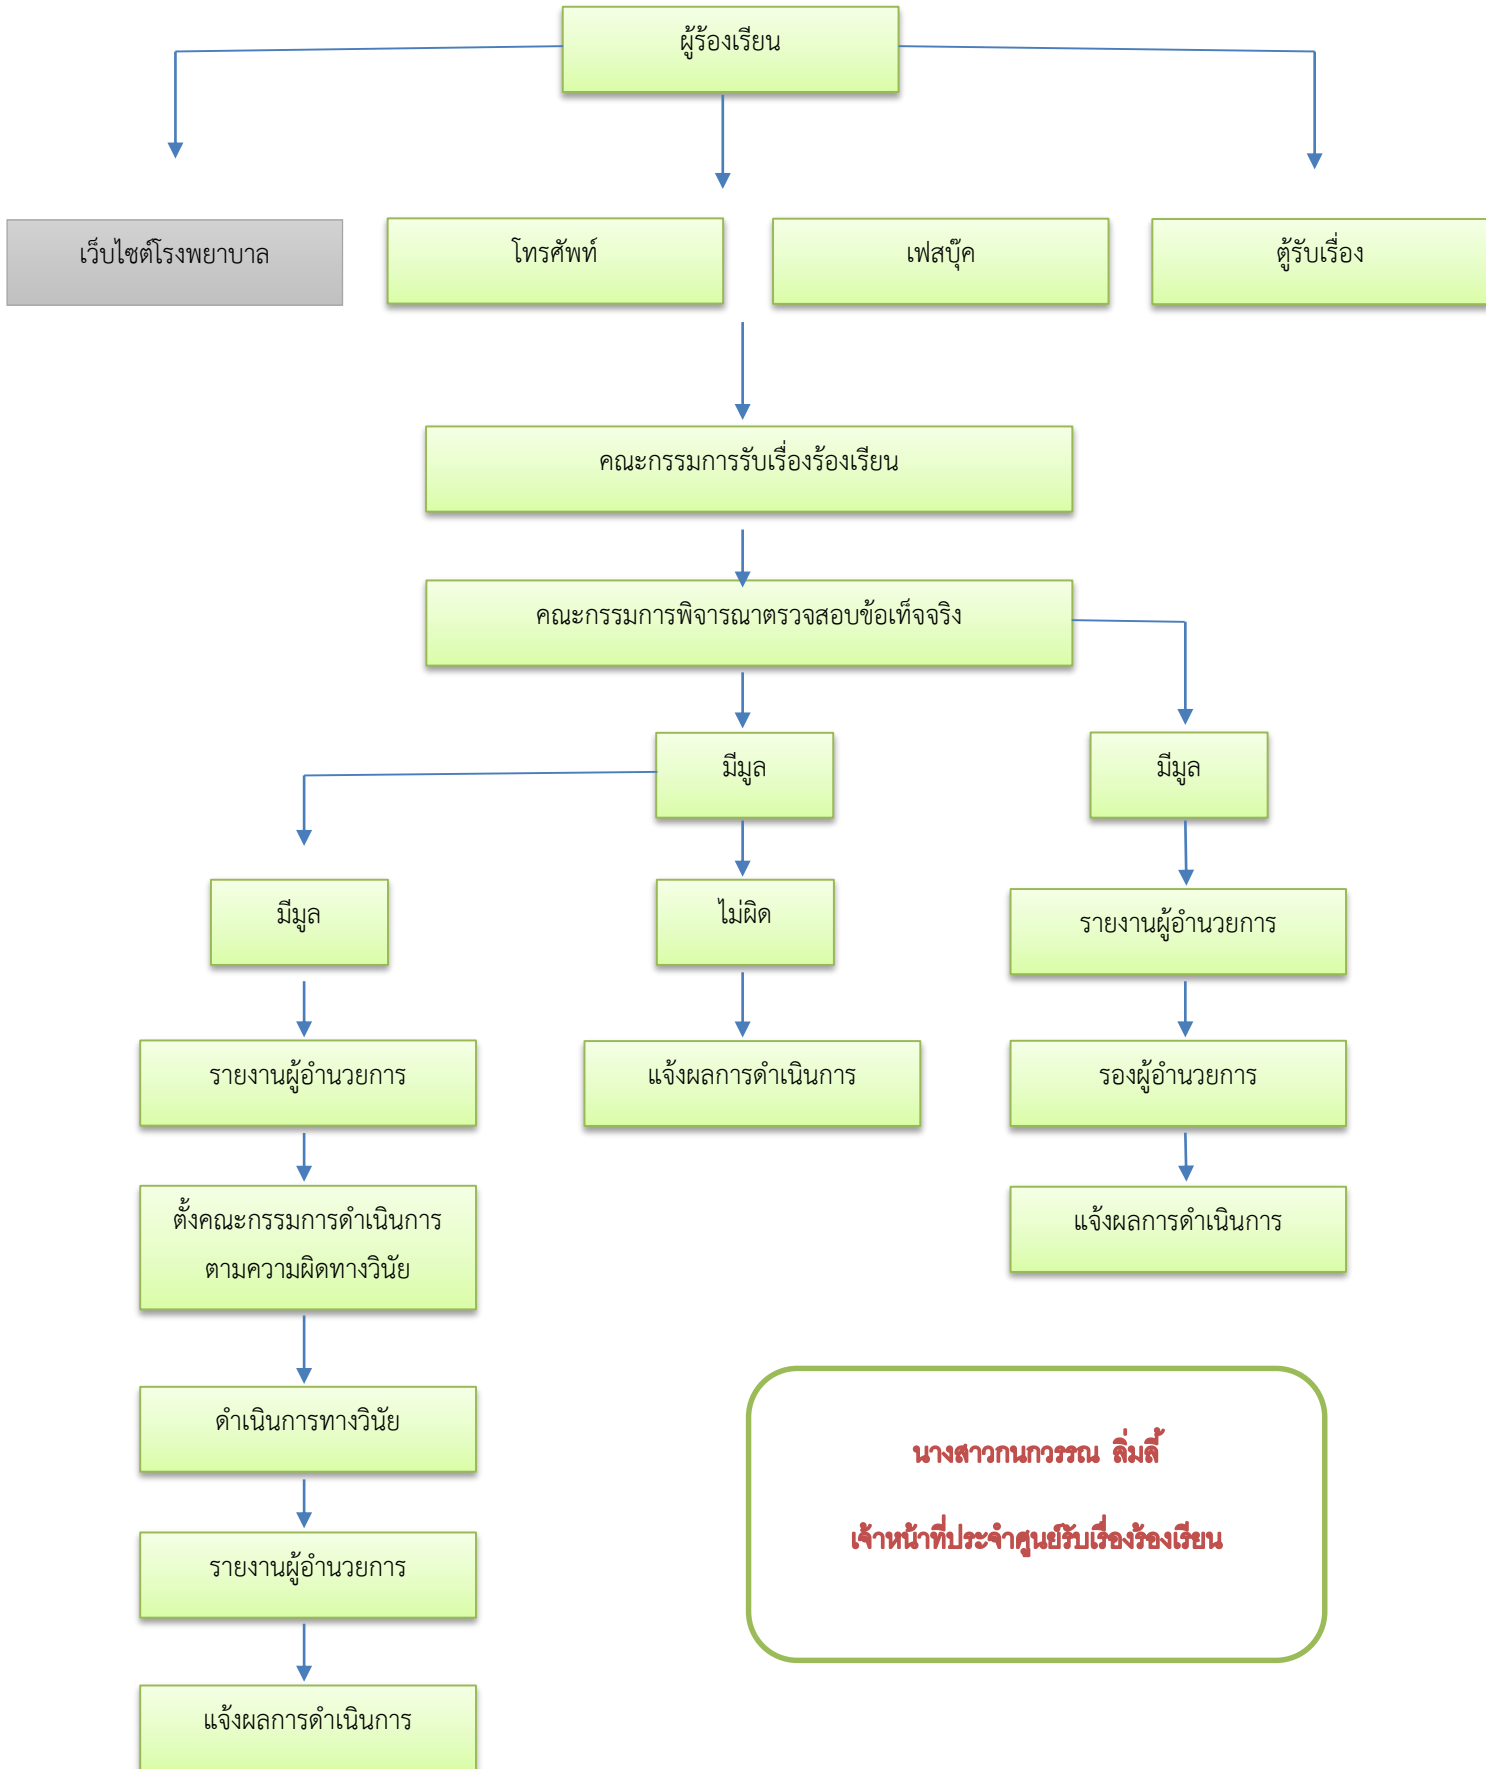 ผู้ร้องเรียน
เว็บไซต์โรงพยาบาล
โทรศัพท์
เฟสบุ๊ค
ตู้รับเรื่อง
คณะกรรมการรับเรื่องร้องเรียน
คณะกรรมการพิจารณาตรวจสอบข้อเท็จจริง
มีมูล
มีมูล
มีมูล
ไม่ผิด
รายงานผู้อำนวยการ
รายงานผู้อำนวยการ
แจ้งผลการดำเนินการ
รองผู้อำนวยการ
ตั้งคณะกรรมการดำเนินการ
ตามความผิดทางวินัย
แจ้งผลการดำเนินการ
ดำเนินการทางวินัย
รายงานผู้อำนวยการ
แจ้งผลการดำเนินการ
นางสาวกนกวรรณ ลิ่มลี้
เจ้าหน้าที่ประจำศูนย์รับเรื่องร้องเรียน